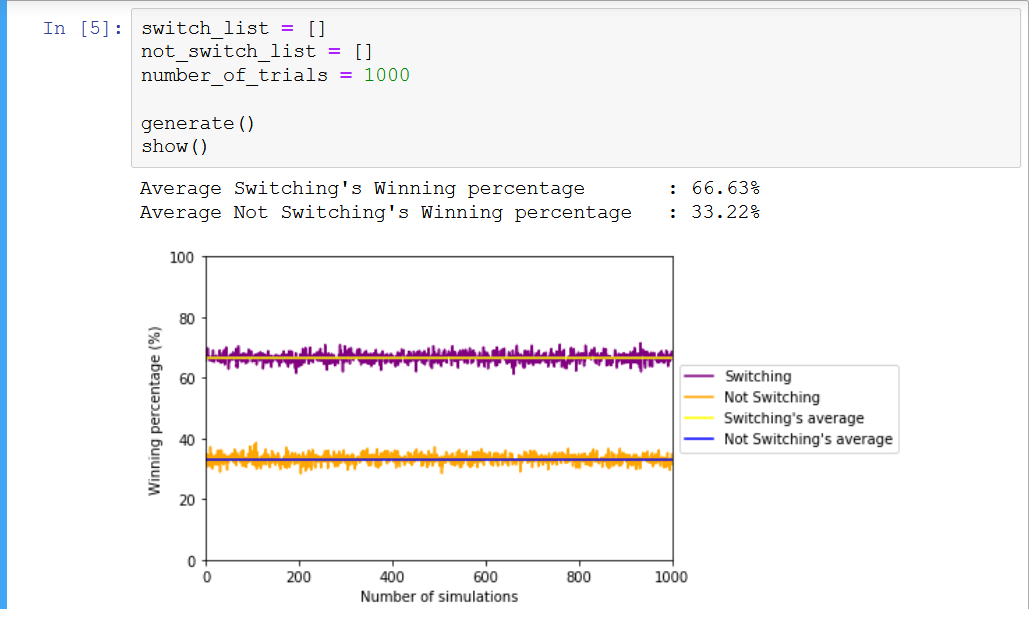 In [5]:
switch_list = []
not_switch_list = []
number_of_trials = 1000
generate()
show()
Average Switching's Winning percentage       : 66.63%
Average Not Switching's Winning percentage   : 33.22%
100
80
60
40
20
0
Winning percentage (%)
0 200 400 600 800 1000
Number of simulations
Switching
Not Switching
Switching's average
Not Switching's average